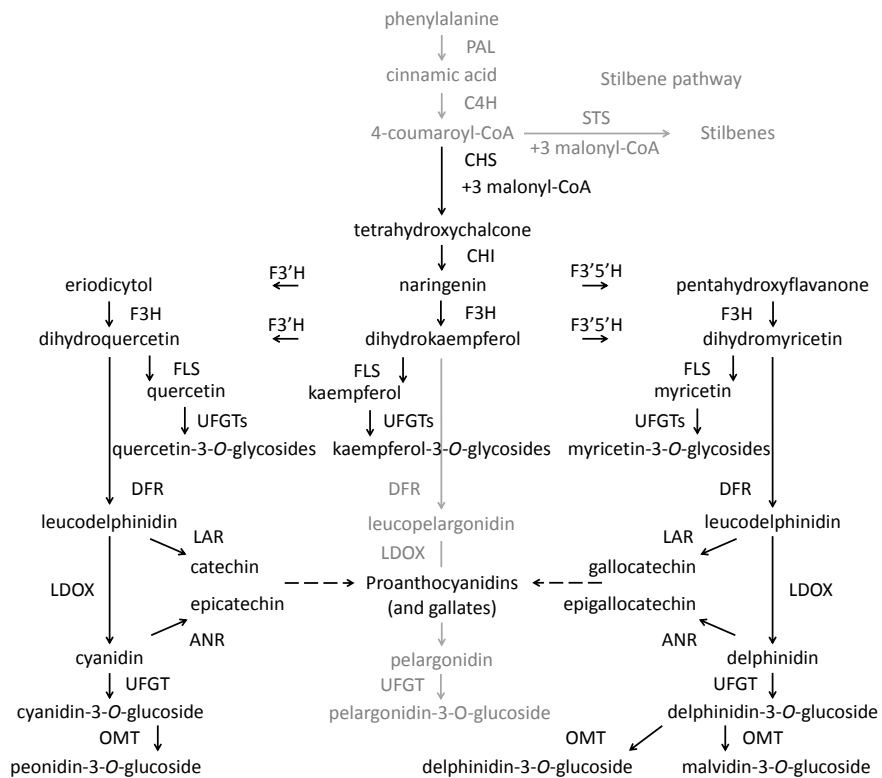 phenylalanine
PAL
cinnamic acid
Stilbene pathway
C4H
STS
4-coumaroyl-CoA
Stilbenes
+3 malonyl-CoA
CHS
+3 malonyl-CoA
tetrahydroxychalcone
CHI
eriodicytol
F3'H
naringenin
F3'5'H
pentahydroxyflavanone
F3H
F3H
F3H
dihydroquercetin
F3'H
dihydrokaempferol
F3'5'H
dihydromyricetin
FLS
FLS
FLS
quercetin
kaempferol
myricetin
UFGTs
UFGTs
UFGTs
quercetin-3-O-glycosides
kaempferol-3-O-glycosides
myricetin-3-O-glycosides
DFR
DFR
DFR
leucodelphinidin
leucopelargonidin
leucodelphinidin
LAR
LDOX
LAR
catechin
gallocatechin
LDOX
Proanthocyanidins
LDOX
epicatechin
(and gallates)
epigallocatechin
ANR
ANR
cyanidin
pelargonidin
delphinidin
UFGT
UFGT
UFGT
cyanidin-3-O-glucoside
pelargonidin-3-O-glucoside
delphinidin-3-O-glucoside
OMT
OMT
OMT
peonidin-3-O-glucoside
delphinidin-3-O-glucoside
malvidin-3-O-glucoside